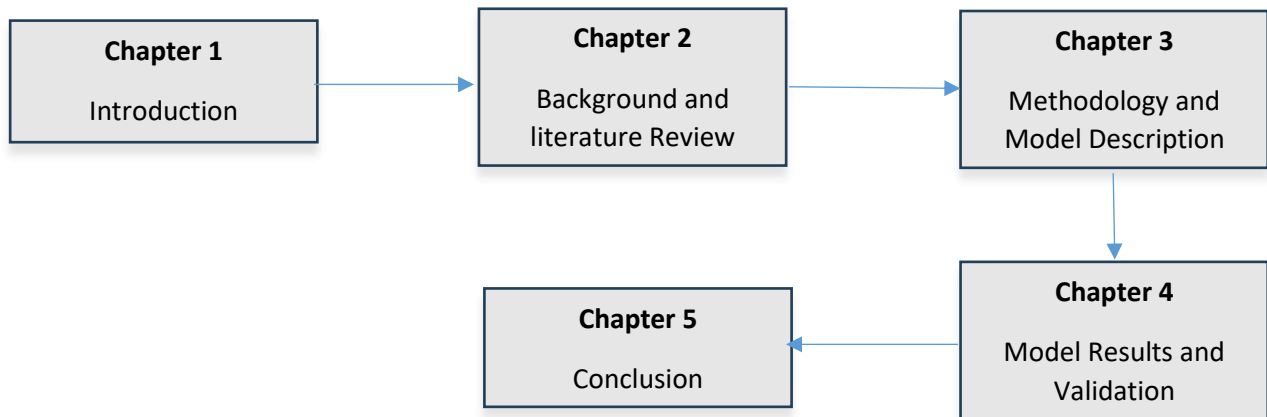 Chapter 1
Introduction
Chapter 2
Background and
literature Review
Chapter 3
Methodology and
Model Description
Chapter 4
Model Results and
Validation
Chapter 5
Conclusion